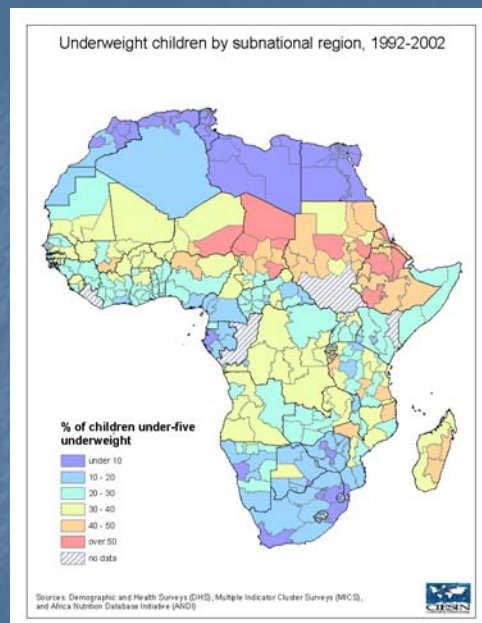 Underweight children by subnational region, 1992-2002
% of children under-five
underweight
under 10
10 - 20
20 - 30
30 - 40
40 - 50
over 50
no data
Sources: Demographic and Health Surveys (DHS), Multiple Indicator Cluster Surveys (MICS),
and Africa Nutrition Database Initiative (ANDI)
CIESIN